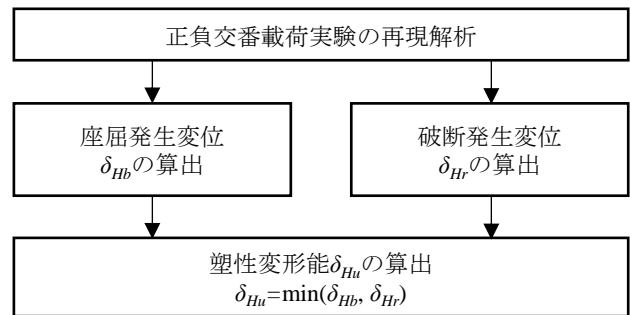 正負交番載荷実験の再現解析
座屈発生変位
δHbの算出
破断発生変位
δHrの算出
塑性変形能δHuの算出
δHu=min(δHb, δHr)